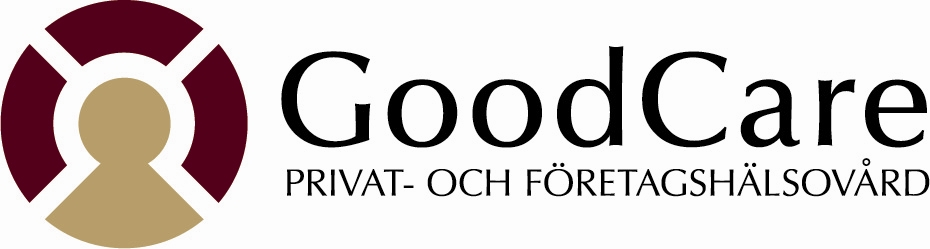 GoodCare
PRIVAT- OCH FÖRETAGSHÄLSOVÅRD